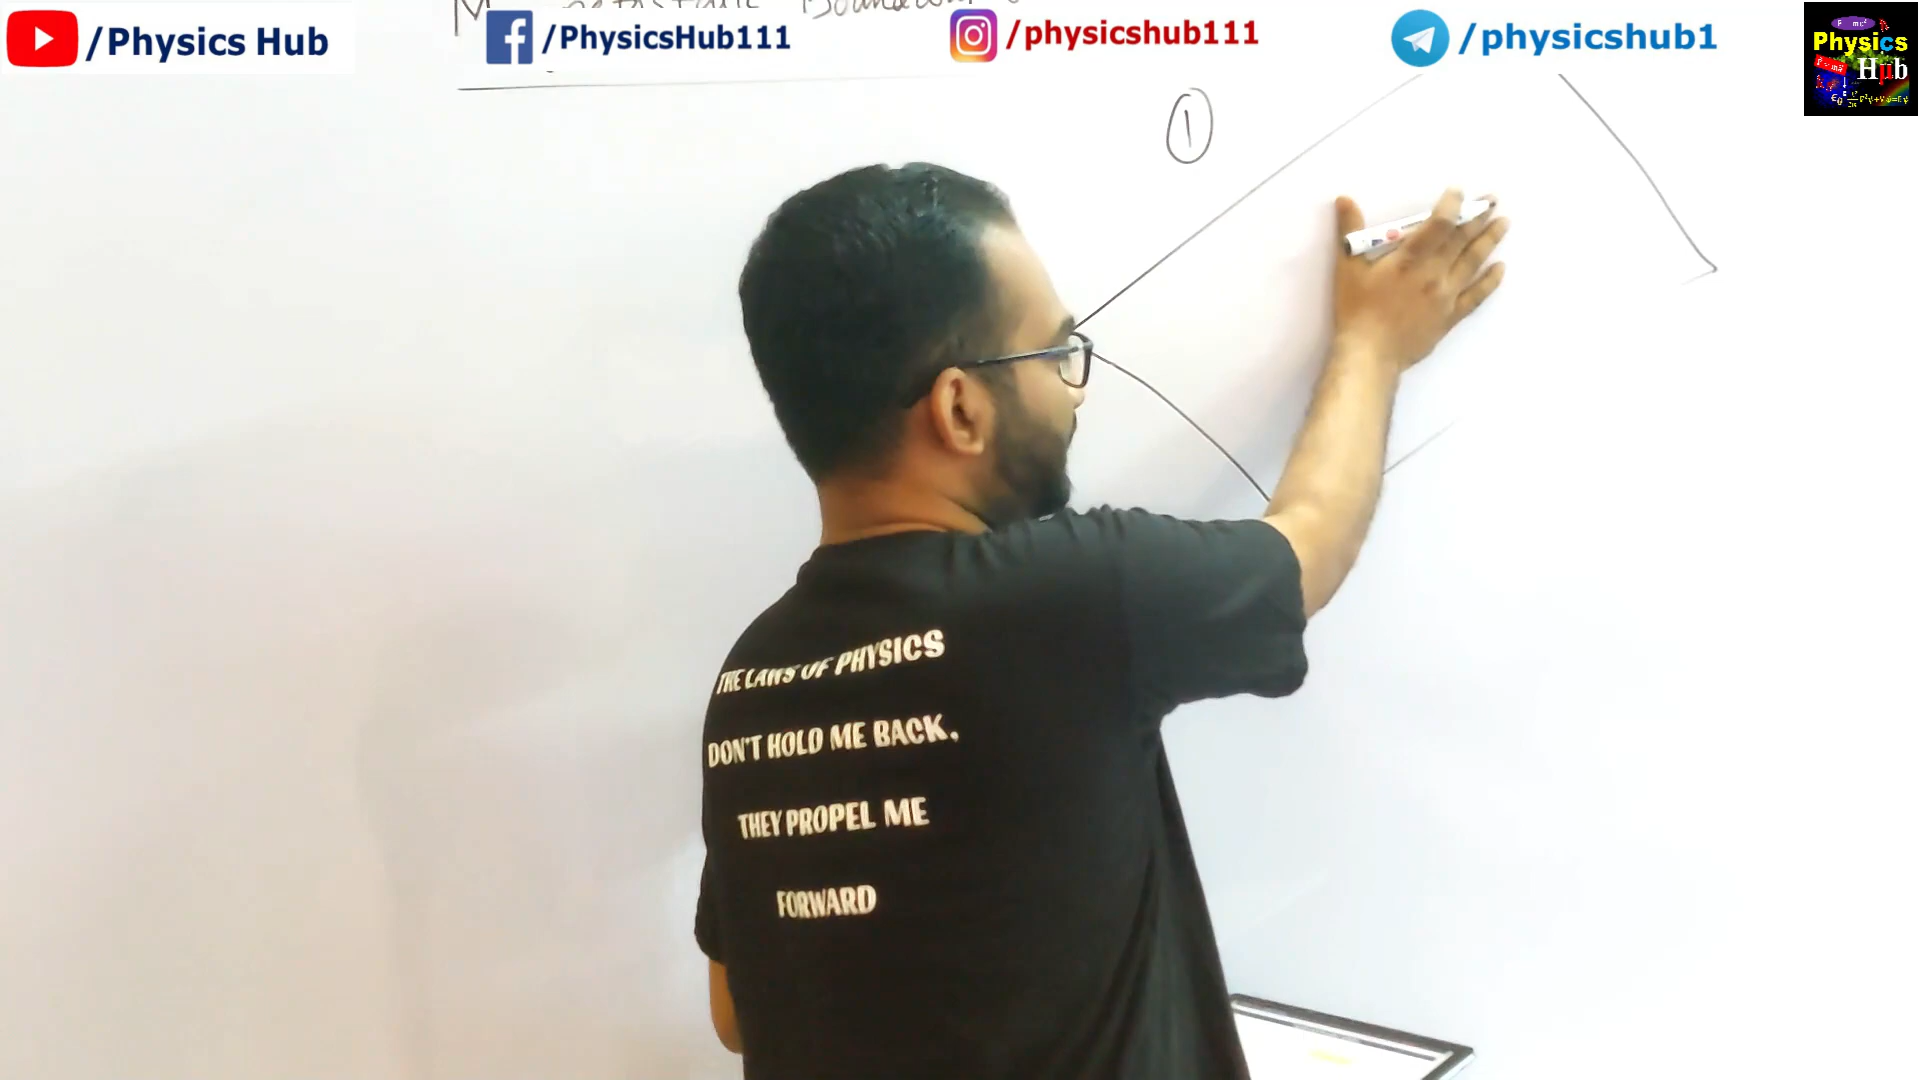 /Physics Hub
/PhysicsHub111
/physicshub111
/physicshub1
Physics
Hub
1
THE LAWS OF PHYSICS
DON'T HOLD ME BACK,
THEY PROPEL ME
FORWARD